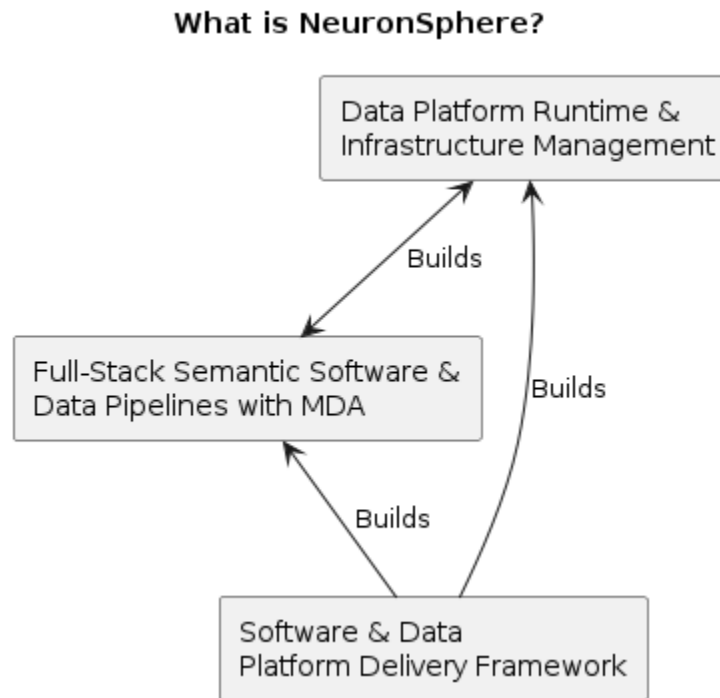 What is NeuronSphere?
Data Platform Runtime &
Infrastructure Management
Builds
Full-Stack Semantic Software &
Data Pipelines with MDA
Builds
Builds
Software & Data
Platform Delivery Framework